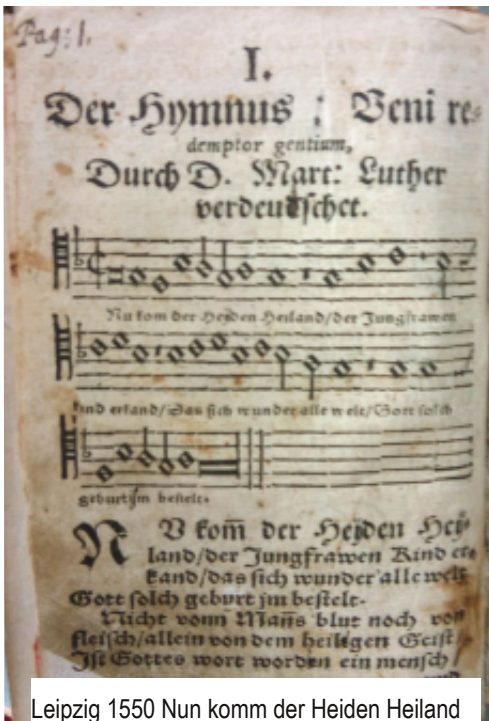 Pag: 1.
I.
Der Hymnus : Veni re-
demptor gentium,
Durch D. Mart: Luther
verdeudschet.
Nu kom der Heyden Heiland/der Jungfrawen
kind erkand/Das sich wunder alle welt/Gott solch
geburt jm bestelt.
NU kom̄ der Heyden Hey-
land/der Jungfrawen Kind er-
kand/das sich wunder alle welt
Gott solch geburt jm bestelt.
Nicht vonn Mañs blut noch von
fleisch/allein von dem heiligen Geist/
Ist Gottes wort worden ein mensch/
Leipzig 1550 Nun komm der Heiden Heiland